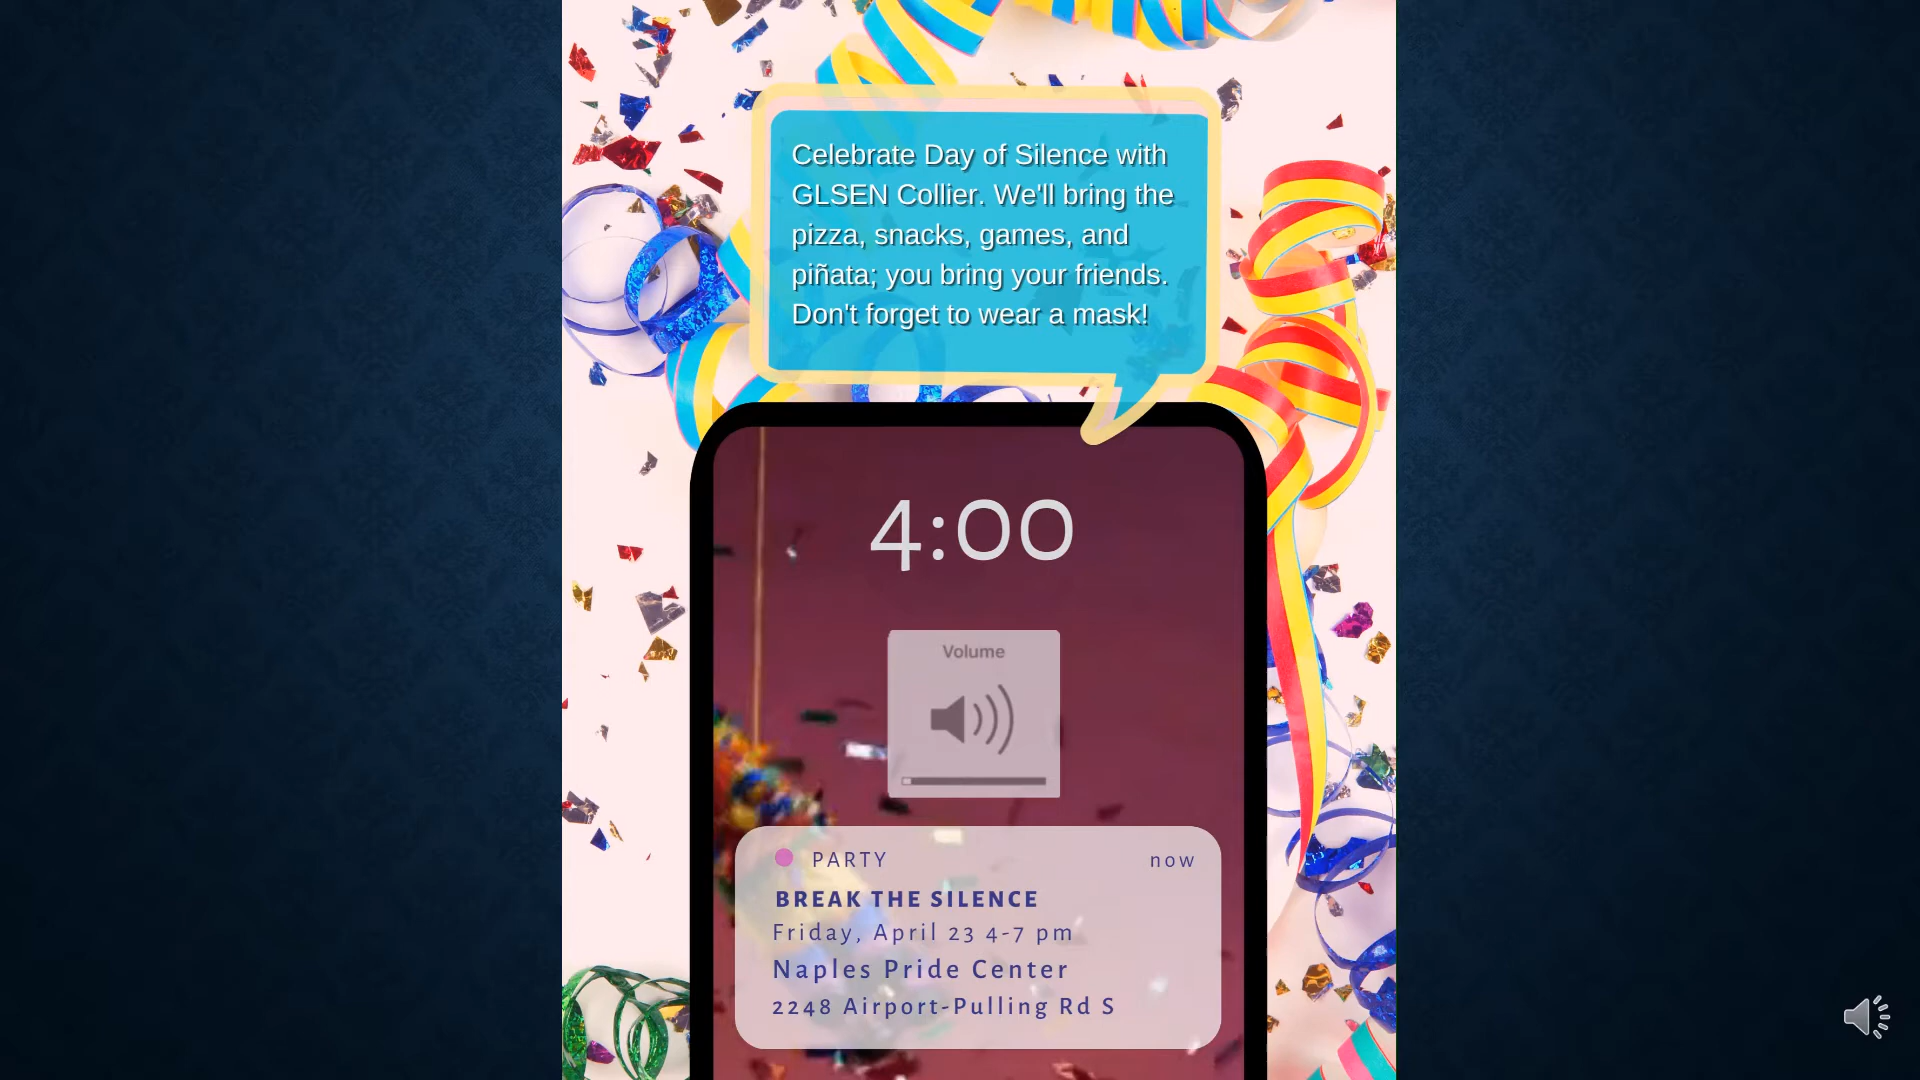 Celebrate Day of Silence with
GLSEN Collier. We'll bring the
pizza, snacks, games, and
piñata; you bring your friends.
Don't forget to wear a mask!
4:00
Volume
PARTY now
BREAK THE SILENCE
Friday, April 23 4-7 pm
Naples Pride Center
2248 Airport-Pulling Rd S